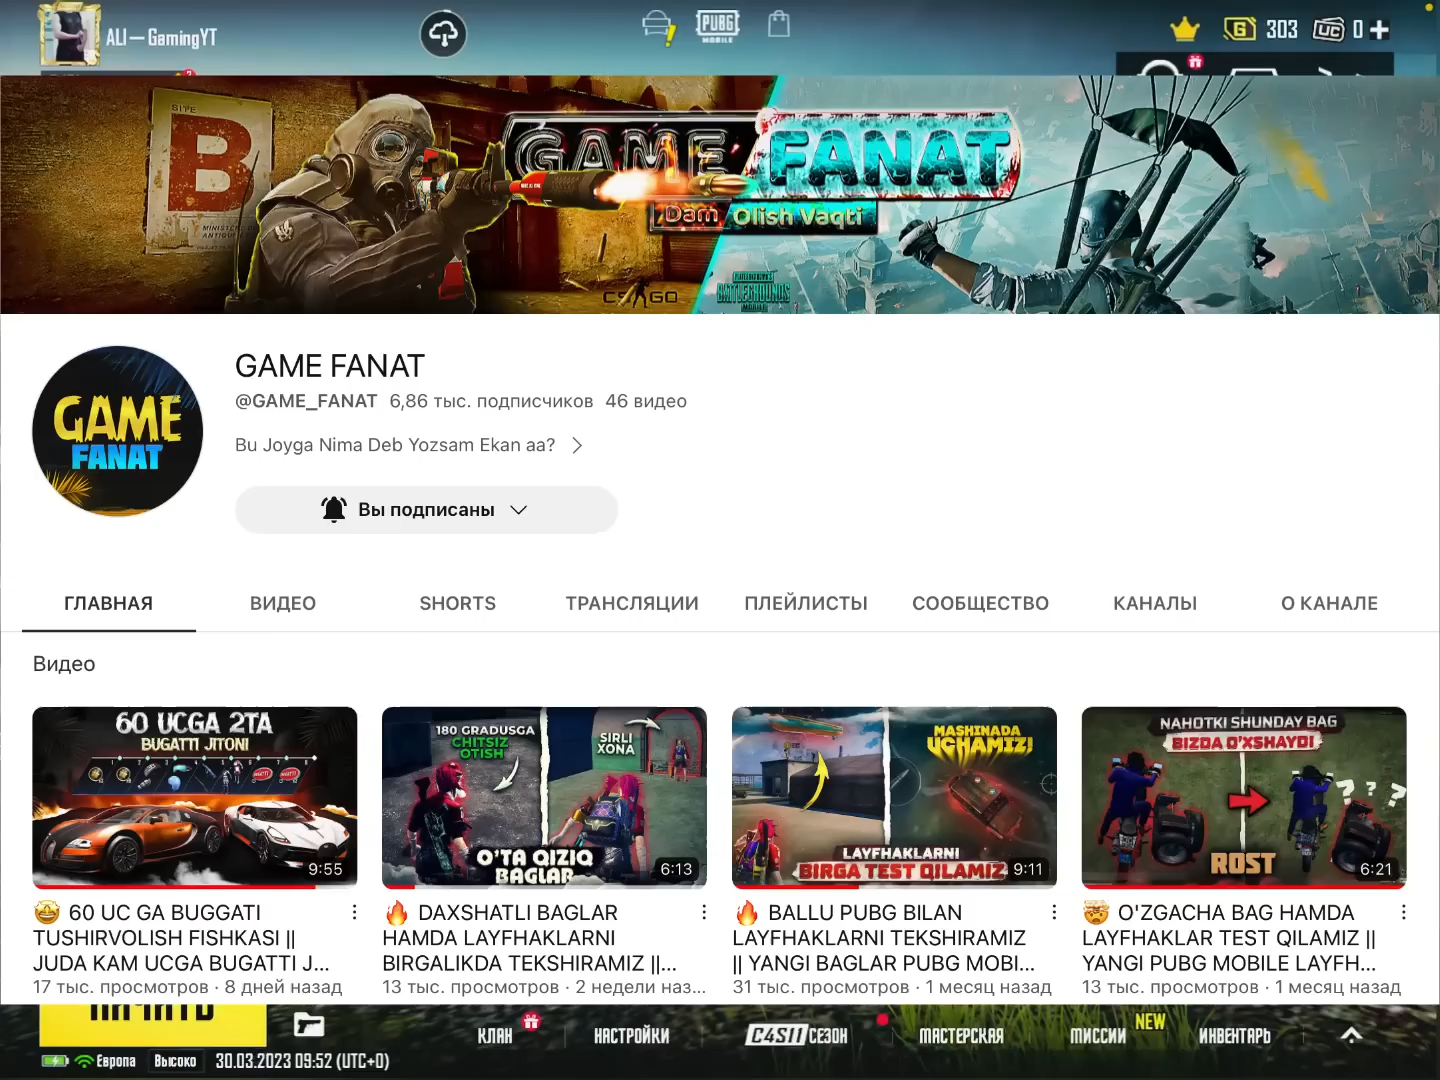 ALI—GamingYT
PUBG
MOBILE
G 303 UC 0 +
SITE
B
GAME FANAT
Dam Olish Vaqti
CS GO
BATTLEGROUNDS
GAME
FANAT
GAME FANAT
@GAME_FANAT 6,86 тыс. подписчиков 46 видео
Bu Joyga Nima Deb Yozsam Ekan aa?
Вы подписаны
ГЛАВНАЯ ВИДЕО SHORTS ТРАНСЛЯЦИИ ПЛЕЙЛИСТЫ СООБЩЕСТВО КАНАЛЫ О КАНАЛЕ
Видео
60 UCGA 2TA
BUGATTI JITONI
9:55
180 GRADUSGA
CHITSIZ
OTISH
SIRLI
XONA
O'TA QIZIQ
BAGLAR
6:13
MASHINADA
UCHAMIZ!
LAYFHAKLARNI
BIRGA TEST QILAMIZ
9:11
NAHOTKI SHUNDAY BAG
BIZDA O'XSHAYDI
? ? ?
ROST
6:21
🤩 60 UC GA BUGGATI
TUSHIRVOLISH FISHKASI ||
JUDA KAM UCGA BUGATTI J...
17 тыс. просмотров · 8 дней назад
🔥 DAXSHATLI BAGLAR
HAMDA LAYFHAKLARNI
BIRGALIKDA TEKSHIRAMIZ ||...
13 тыс. просмотров · 2 недели наз...
🔥 BALLU PUBG BILAN
LAYFHAKLARNI TEKSHIRAMIZ
|| YANGI BAGLAR PUBG MOBI...
31 тыс. просмотров · 1 месяц назад
🤯 O'ZGACHA BAG HAMDA
LAYFHAKLAR TEST QILAMIZ ||
YANGI PUBG MOBILE LAYFH...
13 тыс. просмотров · 1 месяц назад
НАЧАТЬ
КЛАН НАСТРОЙКИ C4S11 СЕЗОН МАСТЕРСКАЯ МИССИИ NEW ИНВЕНТАРЬ
Европа Высоко 30.03.2023 09:52 (UTC+0)